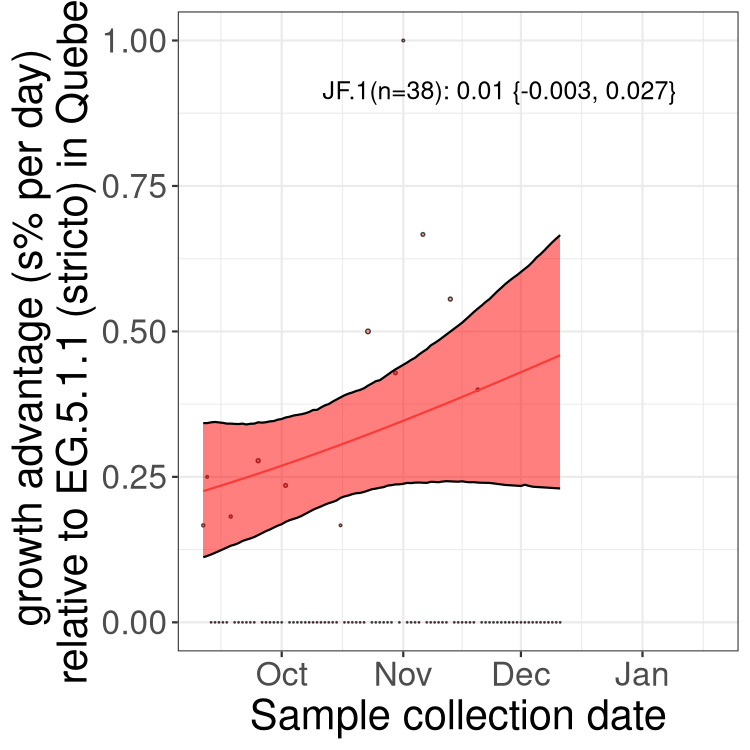 growth advantage (s% per day)
relative to EG.5.1.1 (stricto) in Quebe
1.00
0.75
0.50
0.25
0.00
JF.1(n=38): 0.01 {-0.003, 0.027}
Oct Nov Dec Jan
Sample collection date